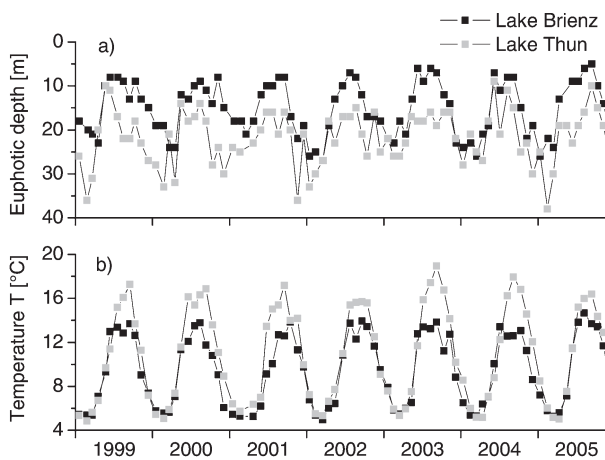 Lake Brienz
Lake Thun
a)
Euphotic depth [m]
0
10
20
30
40
b)
Temperature T [°C]
20
16
12
8
4
1999 2000 2001 2002 2003 2004 2005